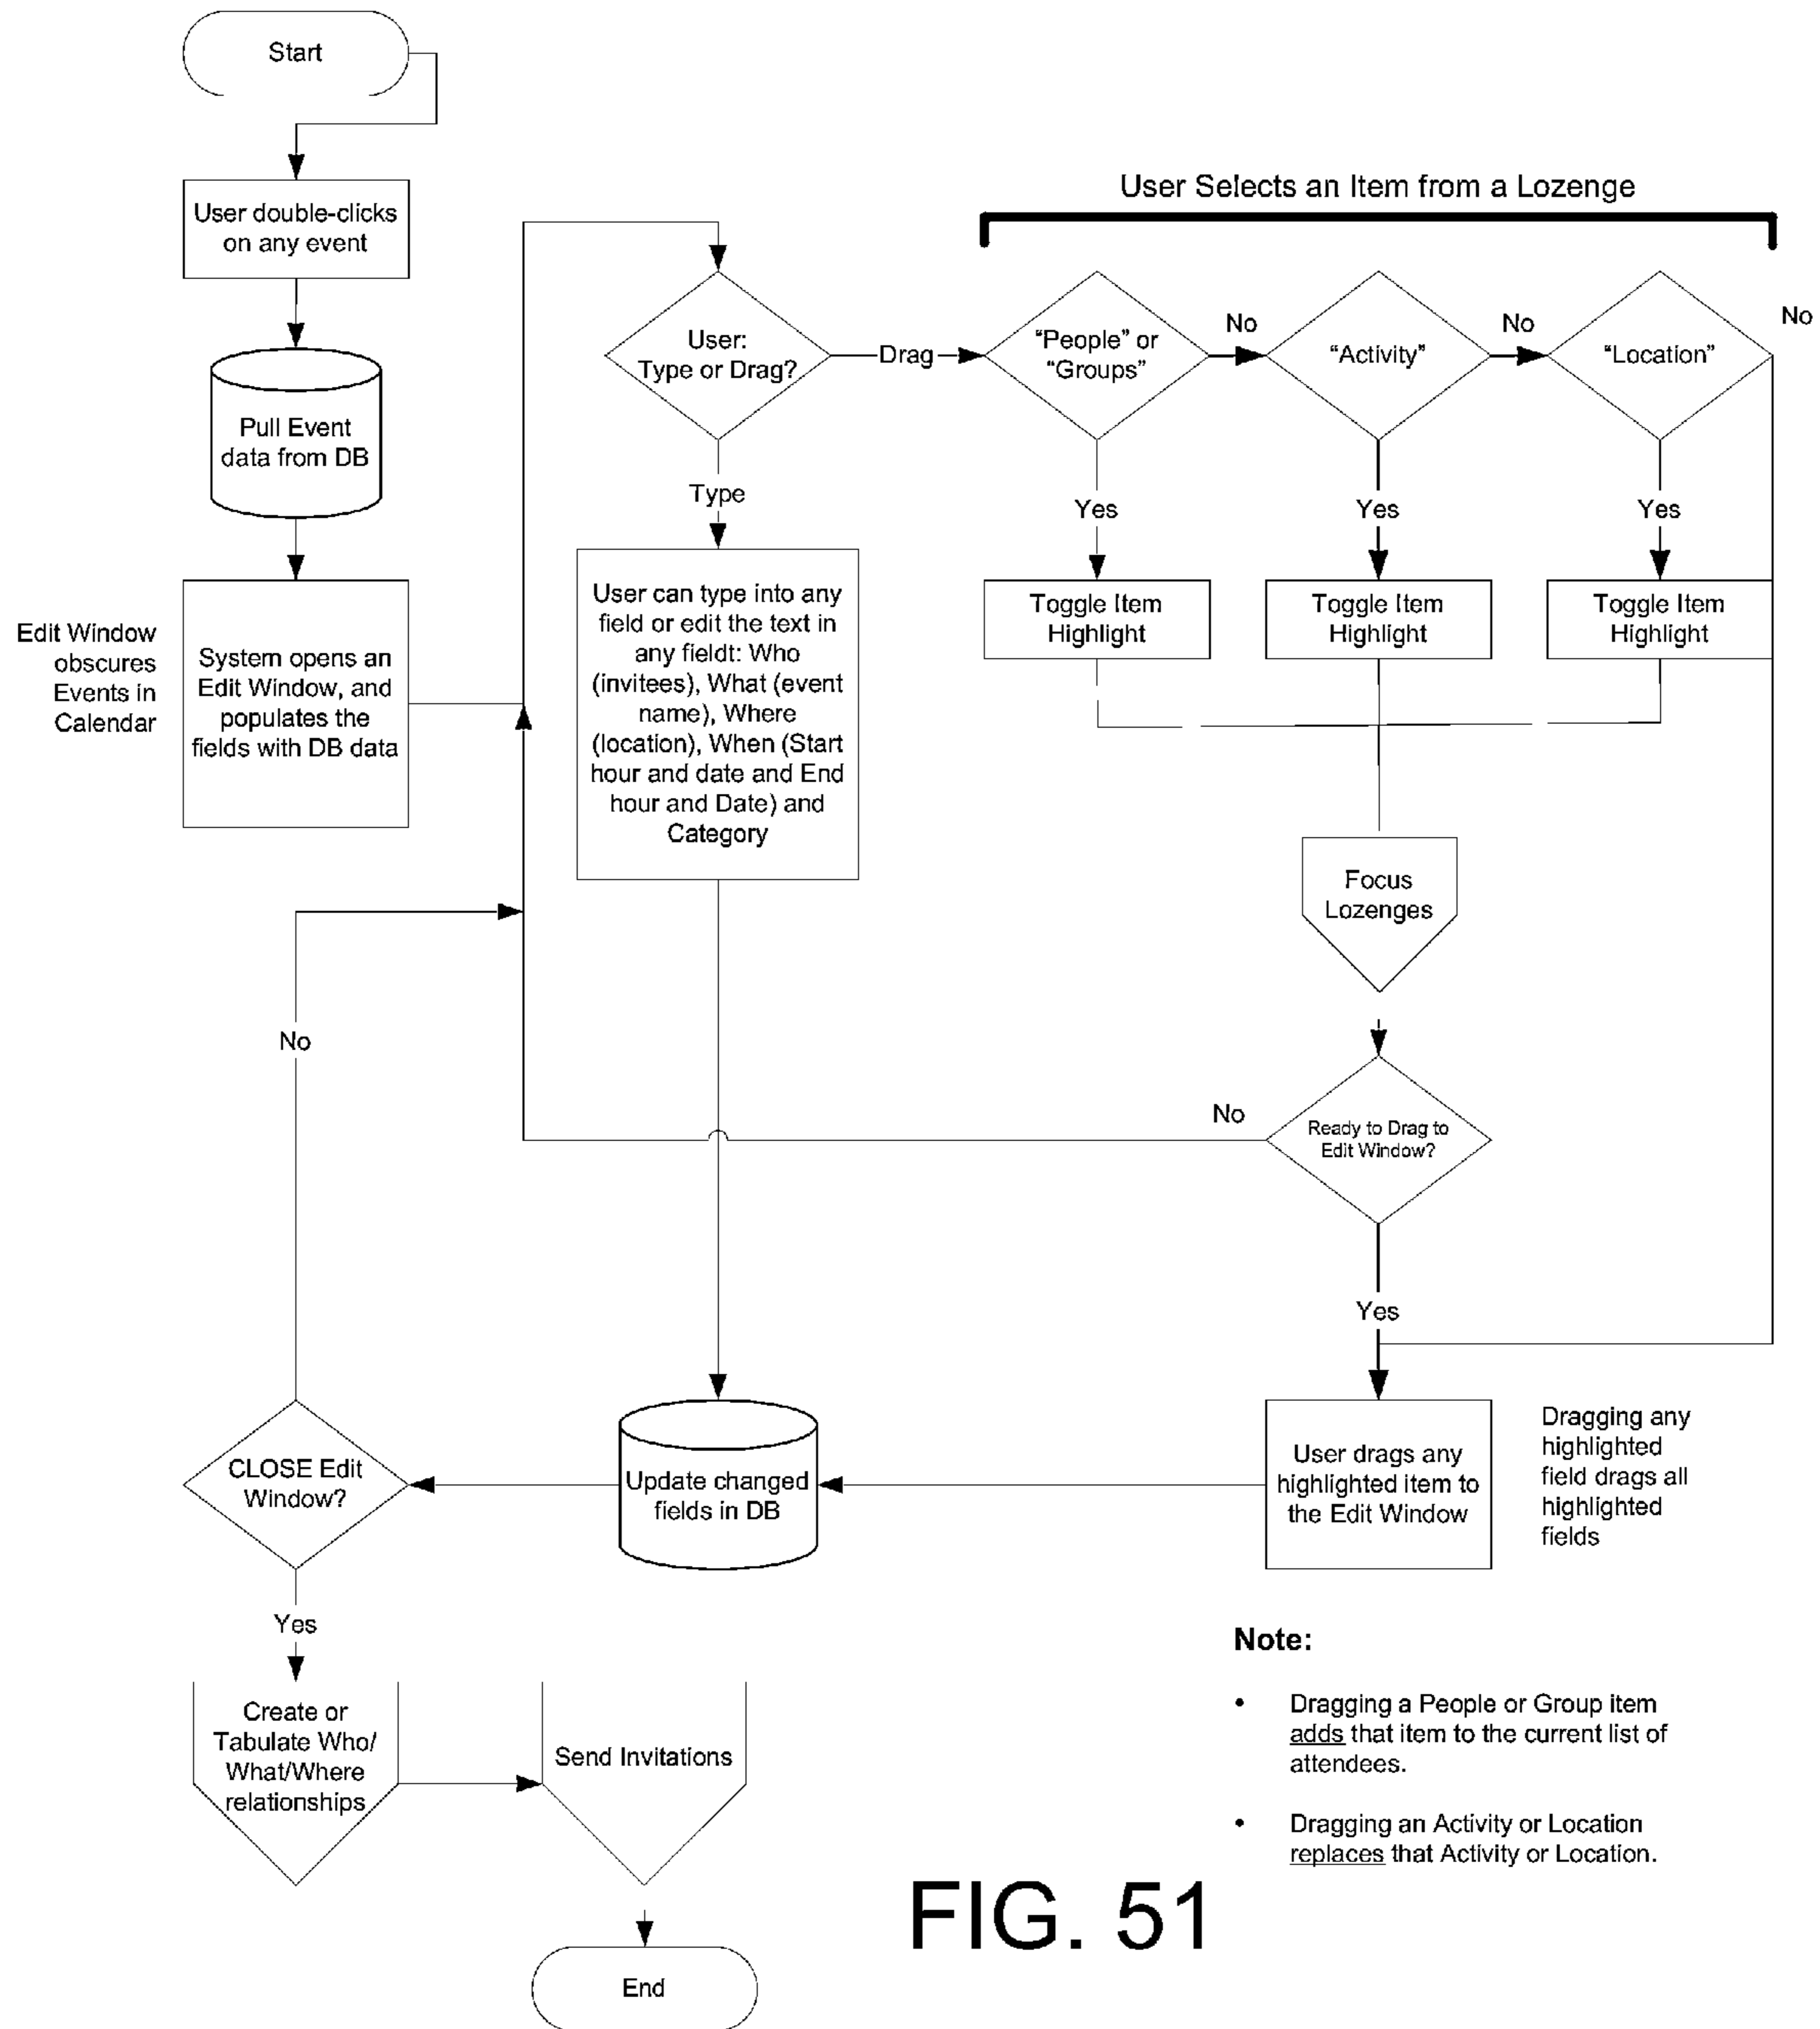 Start
User double-clicks
on any event
Pull Event
data from DB
Edit Window
obscures
Events in
Calendar
System opens an
Edit Window, and
populates the
fields with DB data
User:
Type or Drag?
Drag
Type
User can type into any
field or edit the text in
any fieldt: Who
(invitees), What (event
name), Where
(location), When (Start
hour and date and End
hour and Date) and
Category
User Selects an Item from a Lozenge
“People” or
“Groups”
No
“Activity”
No
“Location”
No
Yes
Yes
Yes
Toggle Item
Highlight
Toggle Item
Highlight
Toggle Item
Highlight
Focus
Lozenges
Ready to Drag to
Edit Window?
No
Yes
User drags any
highlighted item to
the Edit Window
Dragging any
highlighted
field drags all
highlighted
fields
Update changed
fields in DB
CLOSE Edit
Window?
No
Yes
Create or
Tabulate Who/
What/Where
relationships
Send Invitations
End
Note:
• Dragging a People or Group item
adds that item to the current list of
attendees.
• Dragging an Activity or Location
replaces that Activity or Location.
FIG. 51